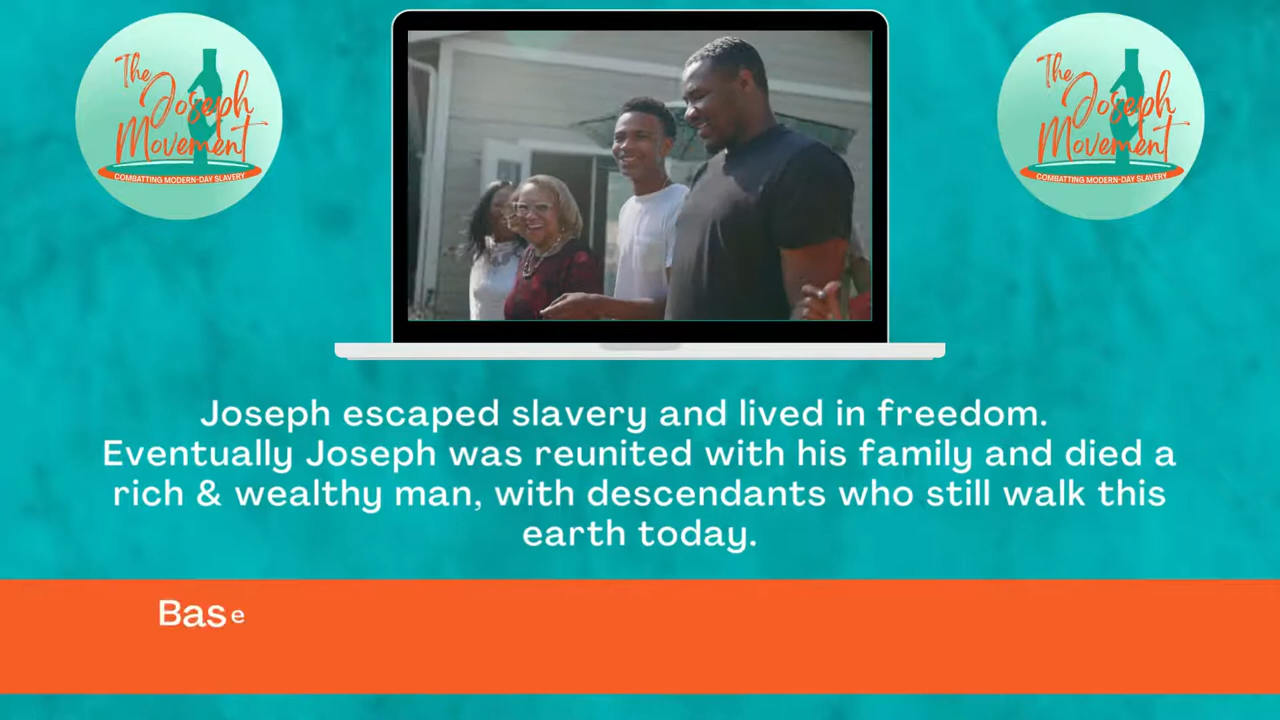 The
Joseph
Movement
COMBATTING MODERN-DAY SLAVERY
The
Joseph
Movement
COMBATTING MODERN-DAY SLAVERY
Joseph escaped slavery and lived in freedom.
Eventually Joseph was reunited with his family and died a
rich & wealthy man, with descendants who still walk this
earth today.
Base